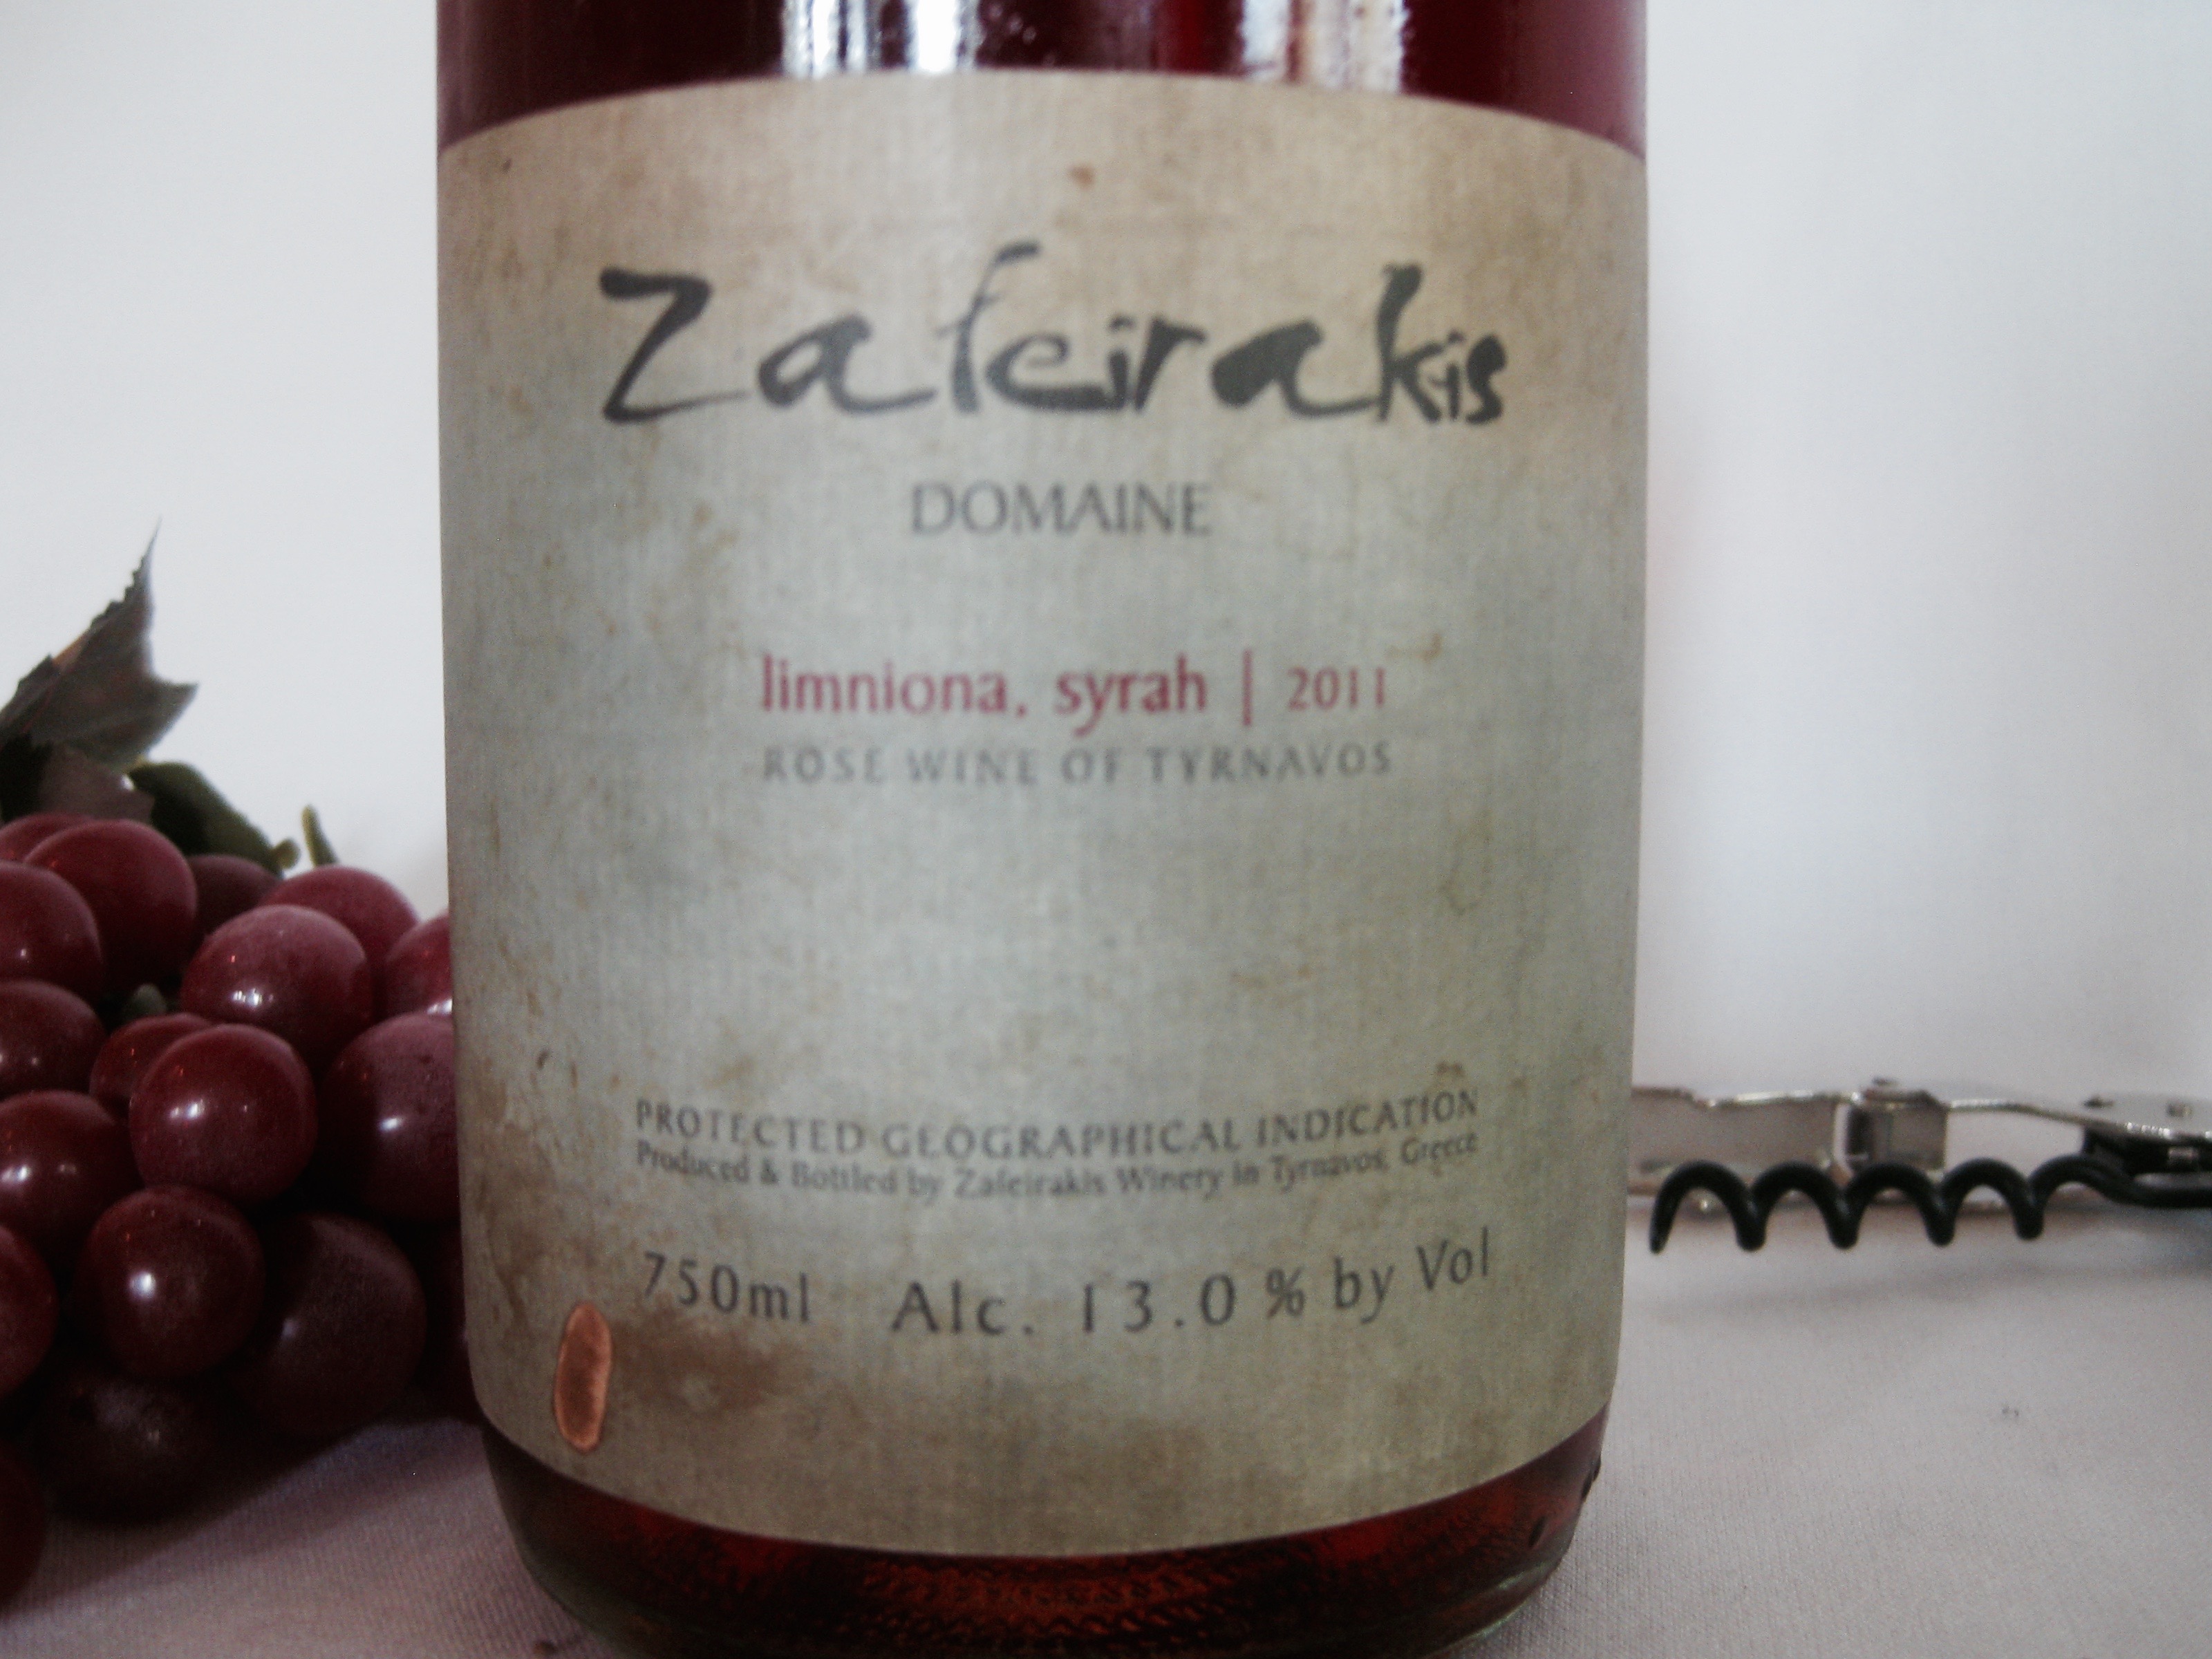 Zafeirakis
DOMAINE
limniona, syrah | 2011
ROSE WINE OF TYRNAVOS
PROTECTED GEOGRAPHICAL INDICATION
Produced & Bottled by Zafeirakis Winery in Tyrnavos, Greece
750ml Alc. 13.0 % by Vol